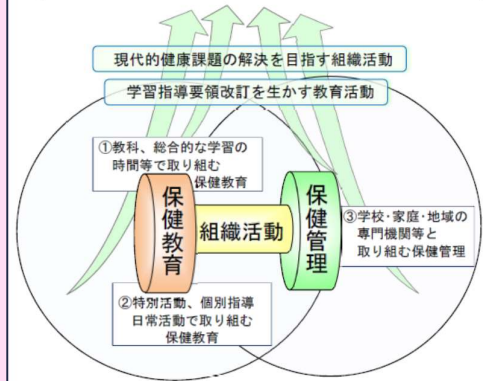 現代的健康課題の解決を目指す組織活動
学習指導要領改訂を生かす教育活動
①教科、総合的な学習の
時間等で取り組む
保健教育
保健教育
組織活動
保健管理
③学校・家庭・地域の
専門機関等と
取り組む保健管理
②特別活動、個別指導
日常活動で取り組む
保健教育